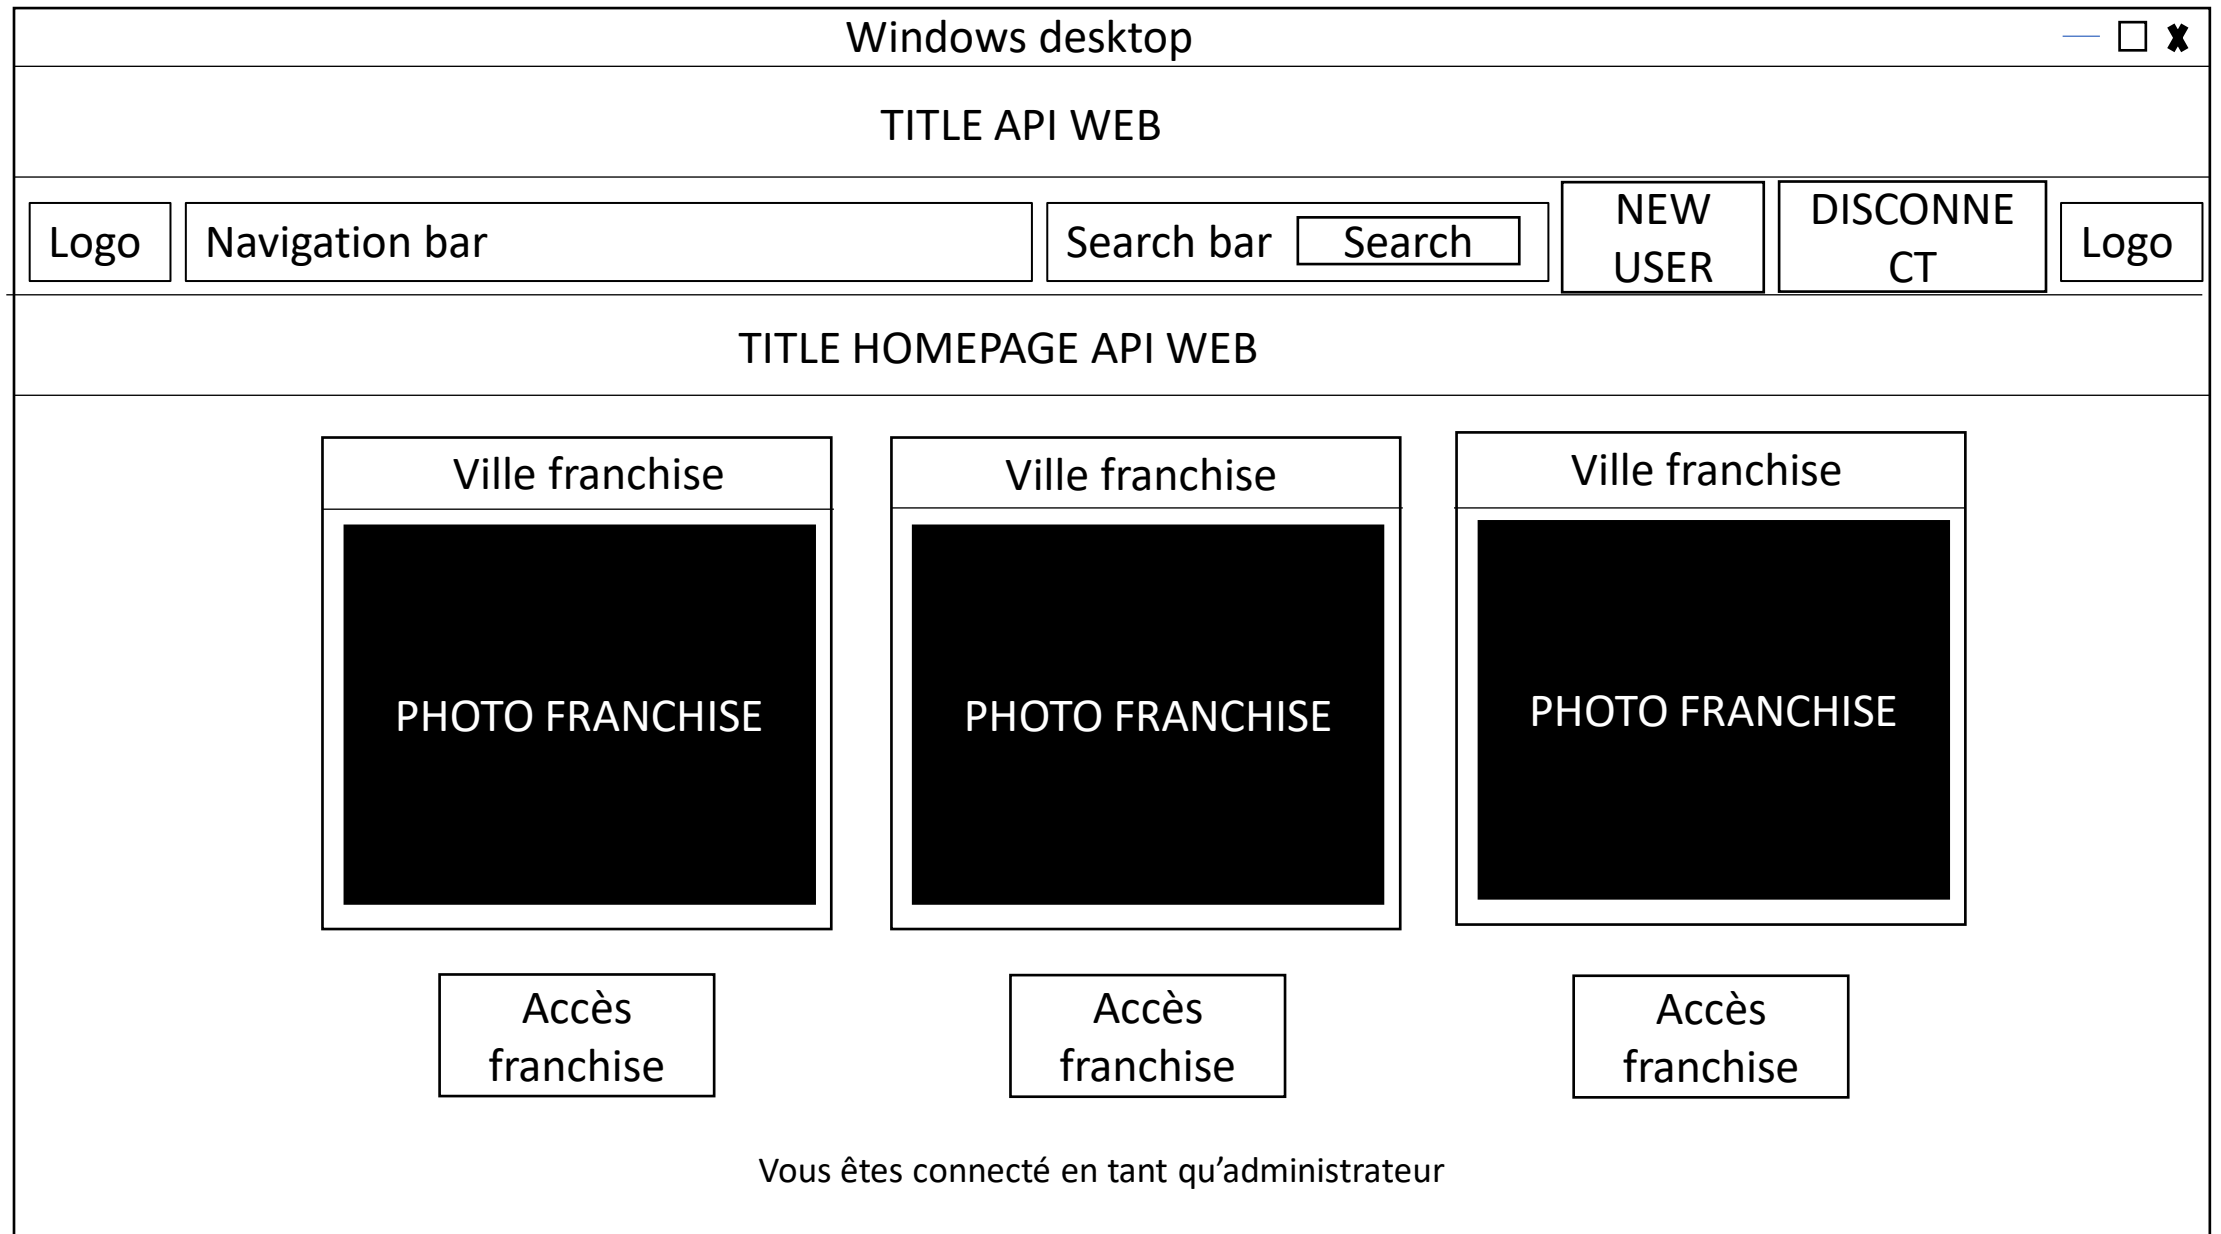 Windows desktop
TITLE API WEB
Logo
Navigation bar
Search bar
Search
NEW
USER
DISCONNE
CT
Logo
TITLE HOMEPAGE API WEB
Ville franchise
Ville franchise
Ville franchise
PHOTO FRANCHISE
PHOTO FRANCHISE
PHOTO FRANCHISE
Accès
franchise
Accès
franchise
Accès
franchise
Vous êtes connecté en tant qu’administrateur